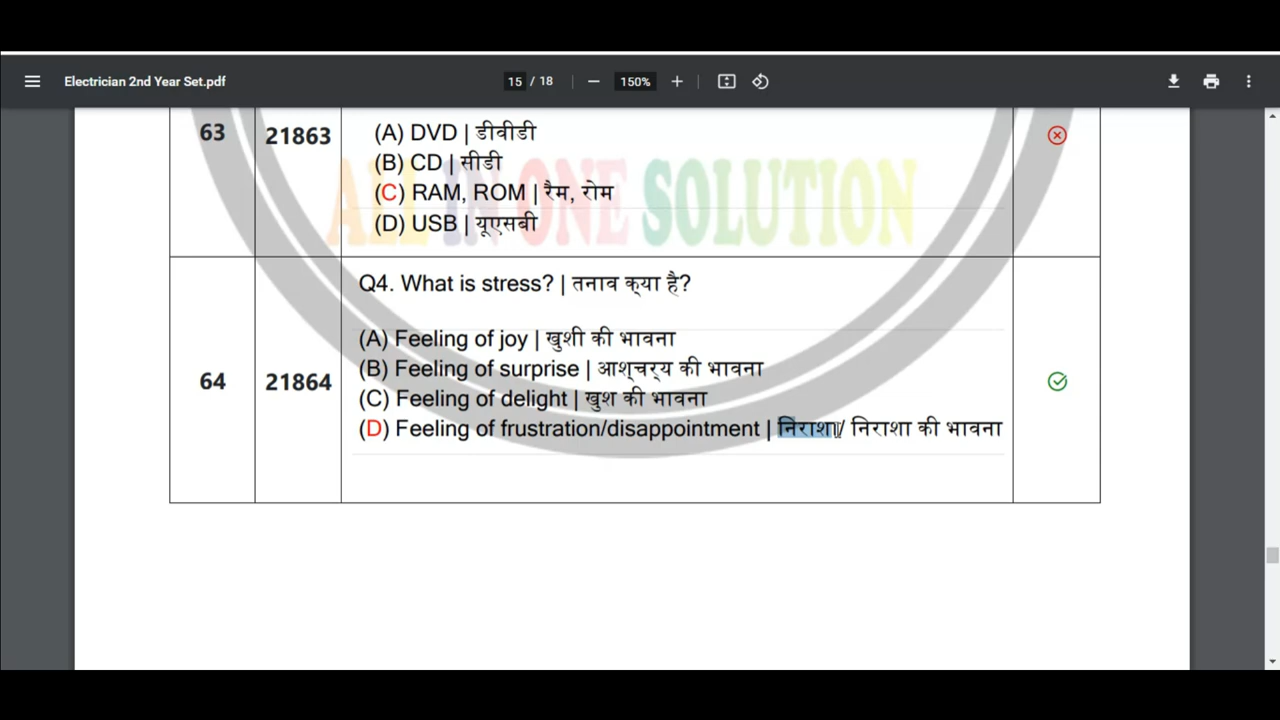 Electrician 2nd Year Set.pdf
15 / 18
150%
63
21863
(A) DVD | डीवीडी
(B) CD | सीडी
(C) RAM, ROM | रैम, रोम
(D) USB | यूएसबी
ALL IN ONE SOLUTION
Q4. What is stress? | तनाव क्या है?
64
21864
(A) Feeling of joy | खुशी की भावना
(B) Feeling of surprise | आश्चर्य की भावना
(C) Feeling of delight | खुश की भावना
(D) Feeling of frustration/disappointment | निराशा/ निराशा की भावना